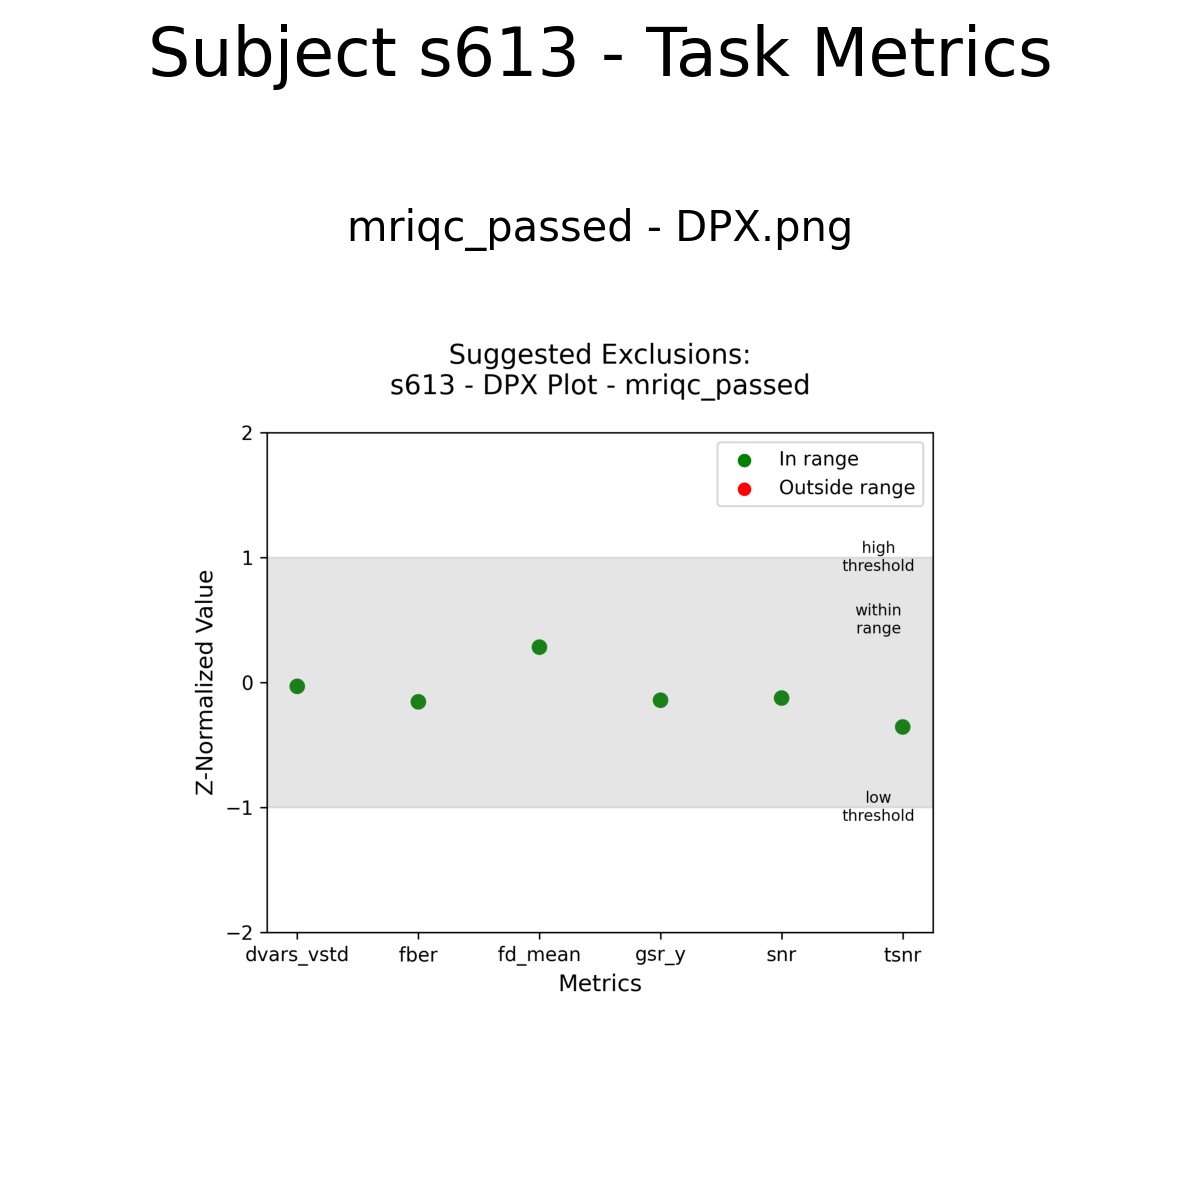 Subject s613 - Task Metrics
mriqc_passed - DPX.png
Suggested Exclusions:
s613 - DPX Plot - mriqc_passed
In range
Outside range
high
threshold
within
range
low
threshold
2
1
0
−1
−2
Z-Normalized Value
dvars_vstd fber fd_mean gsr_y snr tsnr
Metrics